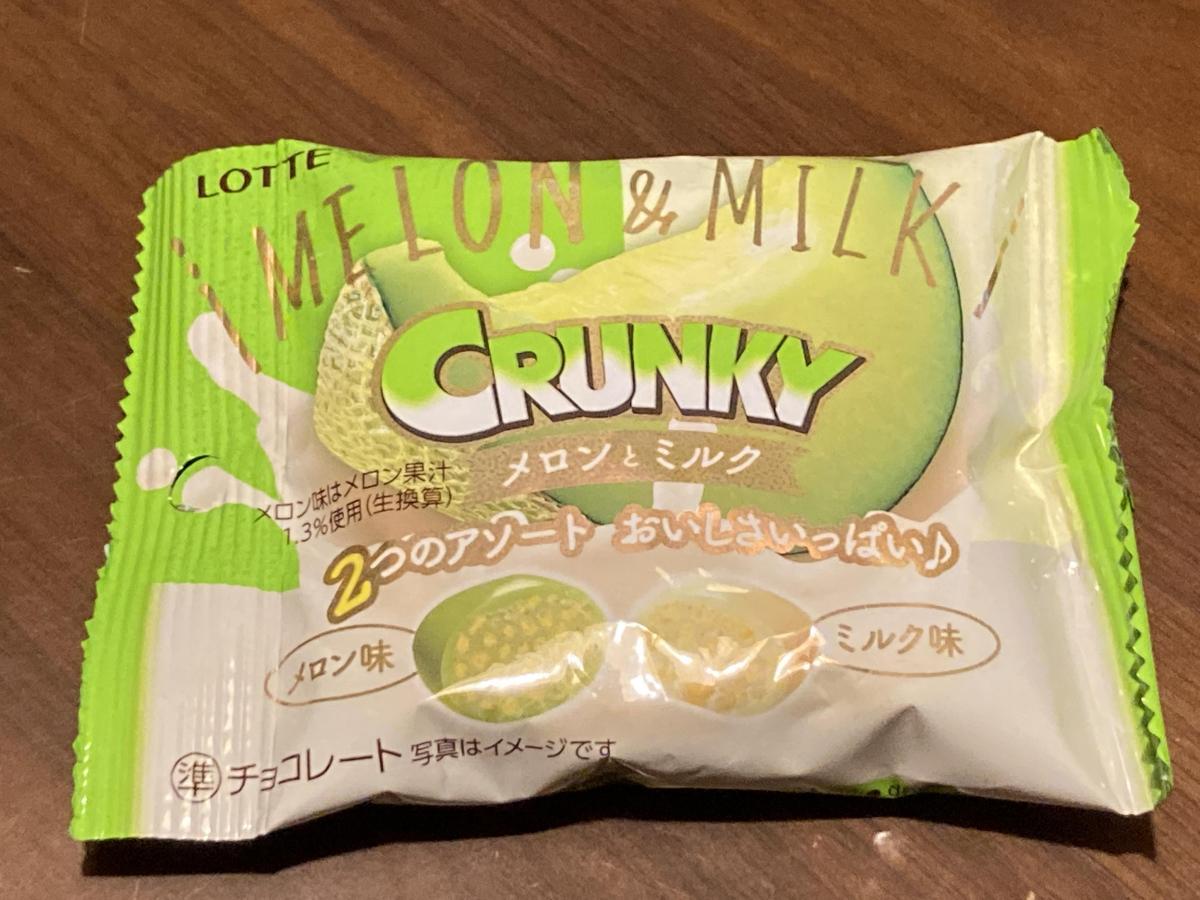 LOTTE
MELON & MILK
CRUNKY
メロンとミルク
メロン味はメロン果汁
1.3%使用(生換算)
2つのアソート おいしさいっぱい♪
メロン味
ミルク味
準チョコレート 写真はイメージです